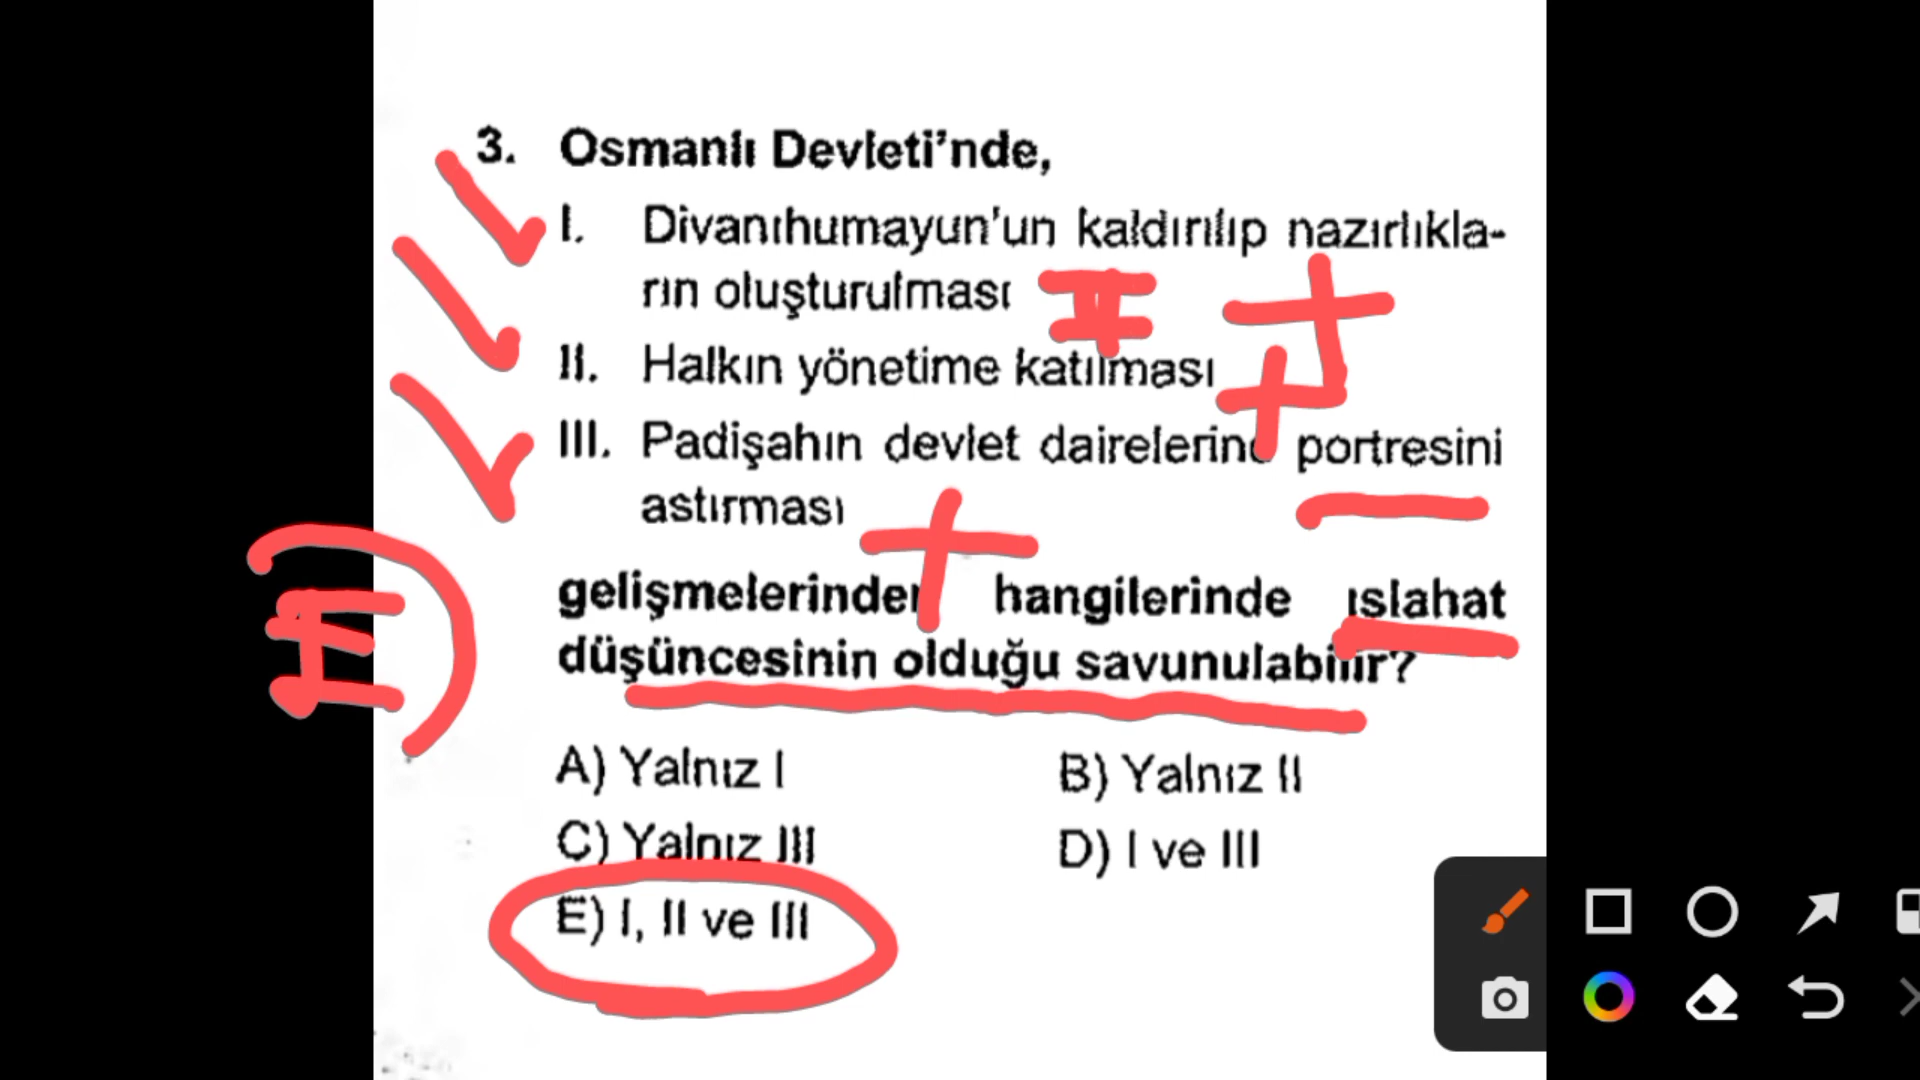 3. Osmanlı Devleti'nde,
I. Divanıhumayun'un kaldırılıp nazırlıkla-
rın oluşturulması II
II. Halkın yönetime katılması
III. Padişahın devlet dairelerine portresini
astırması
gelişmelerinden hangilerinde ıslahat
düşüncesinin olduğu savunulabilir?
A) Yalnız I B) Yalnız II
C) Yalnız III D) I ve III
E) I, II ve III